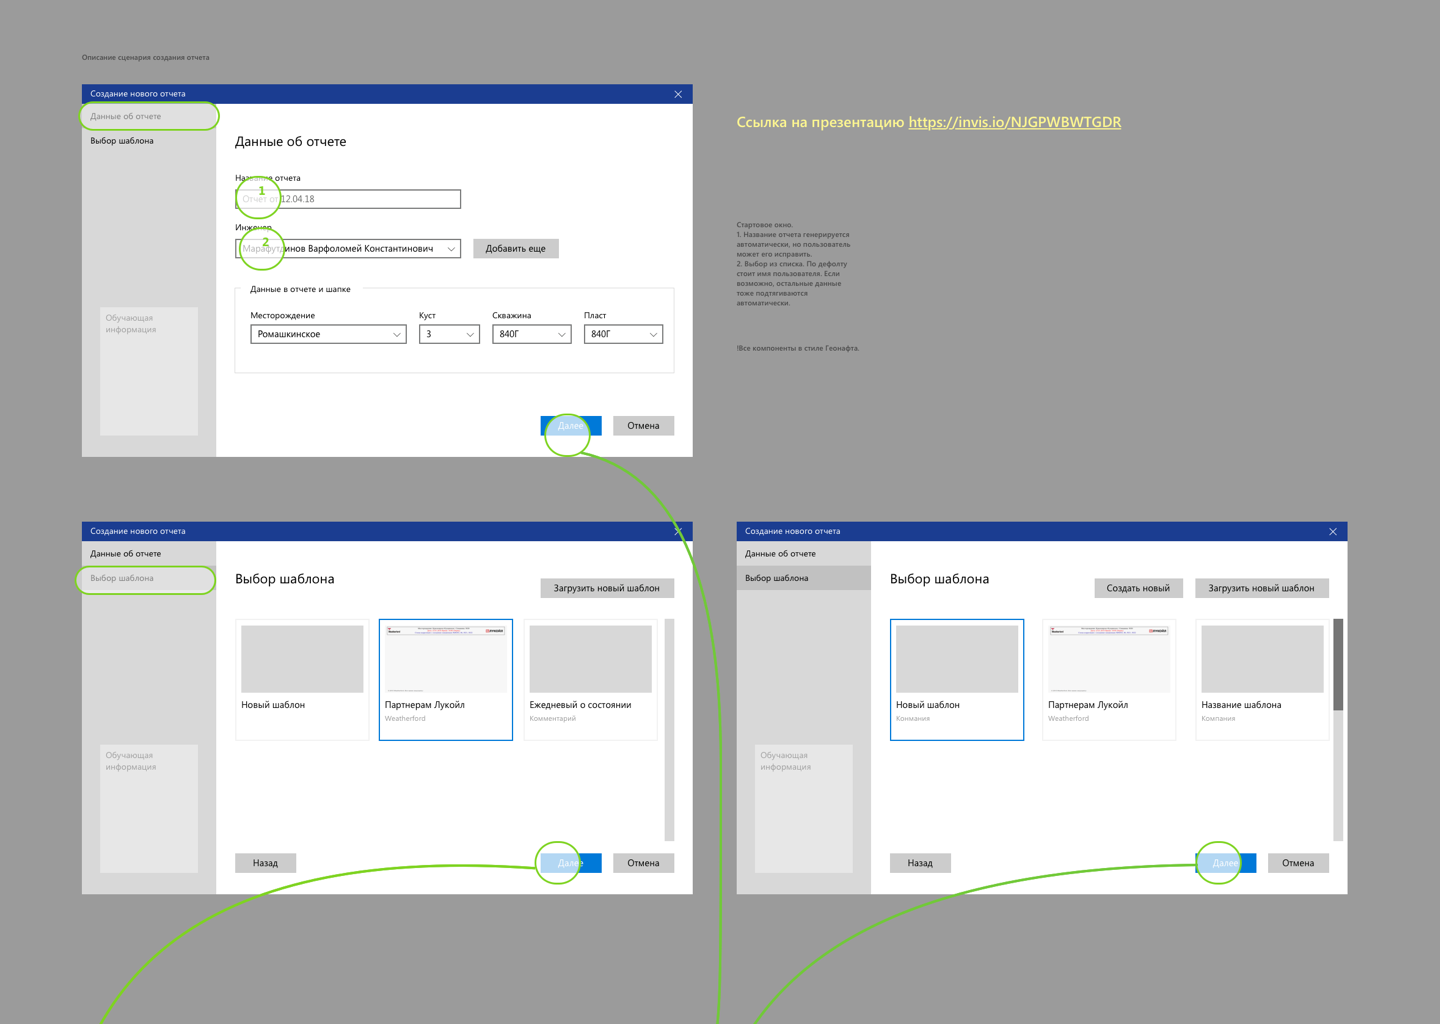 Описание сценария создания отчета
Создание нового отчета
Данные об отчете
Выбор шаблона
Обучающая
информация
Данные об отчете
Название отчета
1
Отчет от 12.04.18
Инженер
2
Марафутдинов Варфоломей Константинович
Добавить еще
Данные в отчете и шапке
Месторождение
Куст
Скважина
Пласт
Ромашкинское
3
840Г
840Г
Далее
Отмена
Ссылка на презентацию https://invis.io/NJGPWBWTGDR
Стартовое окно.
1. Название отчета генерируется
автоматически, но пользователь
может его исправить.
2. Выбор из списка. По дефолту
стоит имя пользователя. Если
возможно, остальные данные
тоже подтягиваются
автоматически.
!Все компоненты в стиле Геонафта.
Создание нового отчета
Данные об отчете
Выбор шаблона
Обучающая
информация
Выбор шаблона
Загрузить новый шаблон
Новый шаблон
Партнерам Лукойл
Weatherford
Ежедневый о состоянии
Комментарий
Назад
Далее
Отмена
Создание нового отчета
Данные об отчете
Выбор шаблона
Обучающая
информация
Выбор шаблона
Создать новый
Загрузить новый шаблон
Новый шаблон
Конмания
Партнерам Лукойл
Weatherford
Название шаблона
Компания
Назад
Далее
Отмена